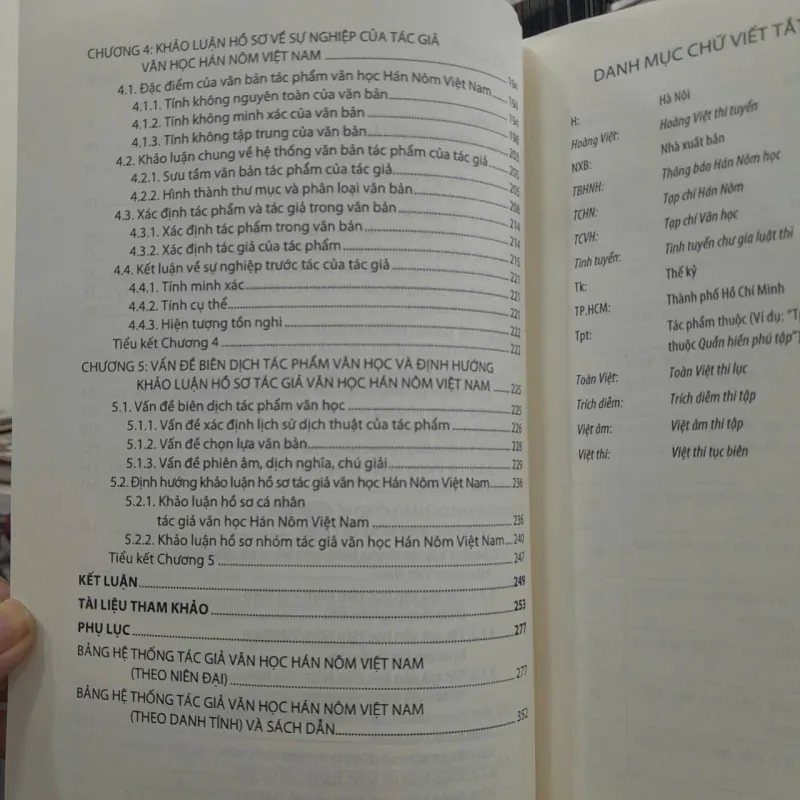 CHƯƠNG 4: KHẢO LUẬN HỒ SƠ VỀ SỰ NGHIỆP CỦA TÁC GIẢ
VĂN HỌC HÁN NÔM VIỆT NAM 194
4.1. Đặc điểm của văn bản tác phẩm văn học Hán Nôm Việt Nam 194
4.1.1. Tính không nguyên toàn của văn bản 194
4.1.2. Tính không minh xác của văn bản 198
4.1.3. Tính không tập trung của văn bản 203
4.2. Khảo luận chung về hệ thống văn bản tác phẩm của tác giả 205
4.2.1. Sưu tầm văn bản tác phẩm của tác giả 205
4.2.2. Hình thành thư mục và phân loại văn bản 208
4.3. Xác định tác phẩm và tác giả trong văn bản 214
4.3.1. Xác định tác phẩm trong văn bản 214
4.3.2. Xác định tác giả của tác phẩm 215
4.4. Kết luận về sự nghiệp trước tác của tác giả 221
4.4.1. Tính minh xác 221
4.4.2. Tính cụ thể 221
4.4.3. Hiện tượng tồn nghi 222
Tiểu kết Chương 4 222
CHƯƠNG 5: VẤN ĐỀ BIÊN DỊCH TÁC PHẨM VĂN HỌC VÀ ĐỊNH HƯỚNG
KHẢO LUẬN HỒ SƠ TÁC GIẢ VĂN HỌC HÁN NÔM VIỆT NAM 225
5.1. Vấn đề biên dịch tác phẩm văn học 225
5.1.1. Vấn đề xác định lịch sử dịch thuật của tác phẩm 226
5.1.2. Vấn đề chọn lựa văn bản 228
5.1.3. Vấn đề phiên âm, dịch nghĩa, chú giải 229
5.2. Định hướng khảo luận hồ sơ tác giả văn học Hán Nôm Việt Nam 236
5.2.1. Khảo luận hồ sơ cá nhân
tác giả văn học Hán Nôm Việt Nam 236
5.2.2. Khảo luận hồ sơ nhóm tác giả văn học Hán Nôm Việt Nam 240
Tiểu kết Chương 5 247
KẾT LUẬN 249
TÀI LIỆU THAM KHẢO 253
PHỤ LỤC 277
BẢNG HỆ THỐNG TÁC GIẢ VĂN HỌC HÁN NÔM VIỆT NAM
(THEO NIÊN ĐẠI) 277
BẢNG HỆ THỐNG TÁC GIẢ VĂN HỌC HÁN NÔM VIỆT NAM
(THEO DANH TÍNH) VÀ SÁCH DẪN 352
DANH MỤC CHỮ VIẾT TẮT
H: Hà Nội
Hoàng Việt: Hoàng Việt thi tuyển
NXB: Nhà xuất bản
TBHNH: Thông báo Hán Nôm học
TCHN: Tạp chí Hán Nôm
TCVH: Tạp chí Văn học
Tinh tuyển: Tinh tuyển chư gia luật thi
Tk: Thế kỷ
TP.HCM: Thành phố Hồ Chí Minh
Tpt: Tác phẩm thuộc (Ví dụ: "Tp
thuộc Quần hiền phú tập")
Toàn Việt: Toàn Việt thi lục
Trích diễm: Trích diễm thi tập
Việt âm: Việt âm thi tập
Việt thi: Việt thi tục biên